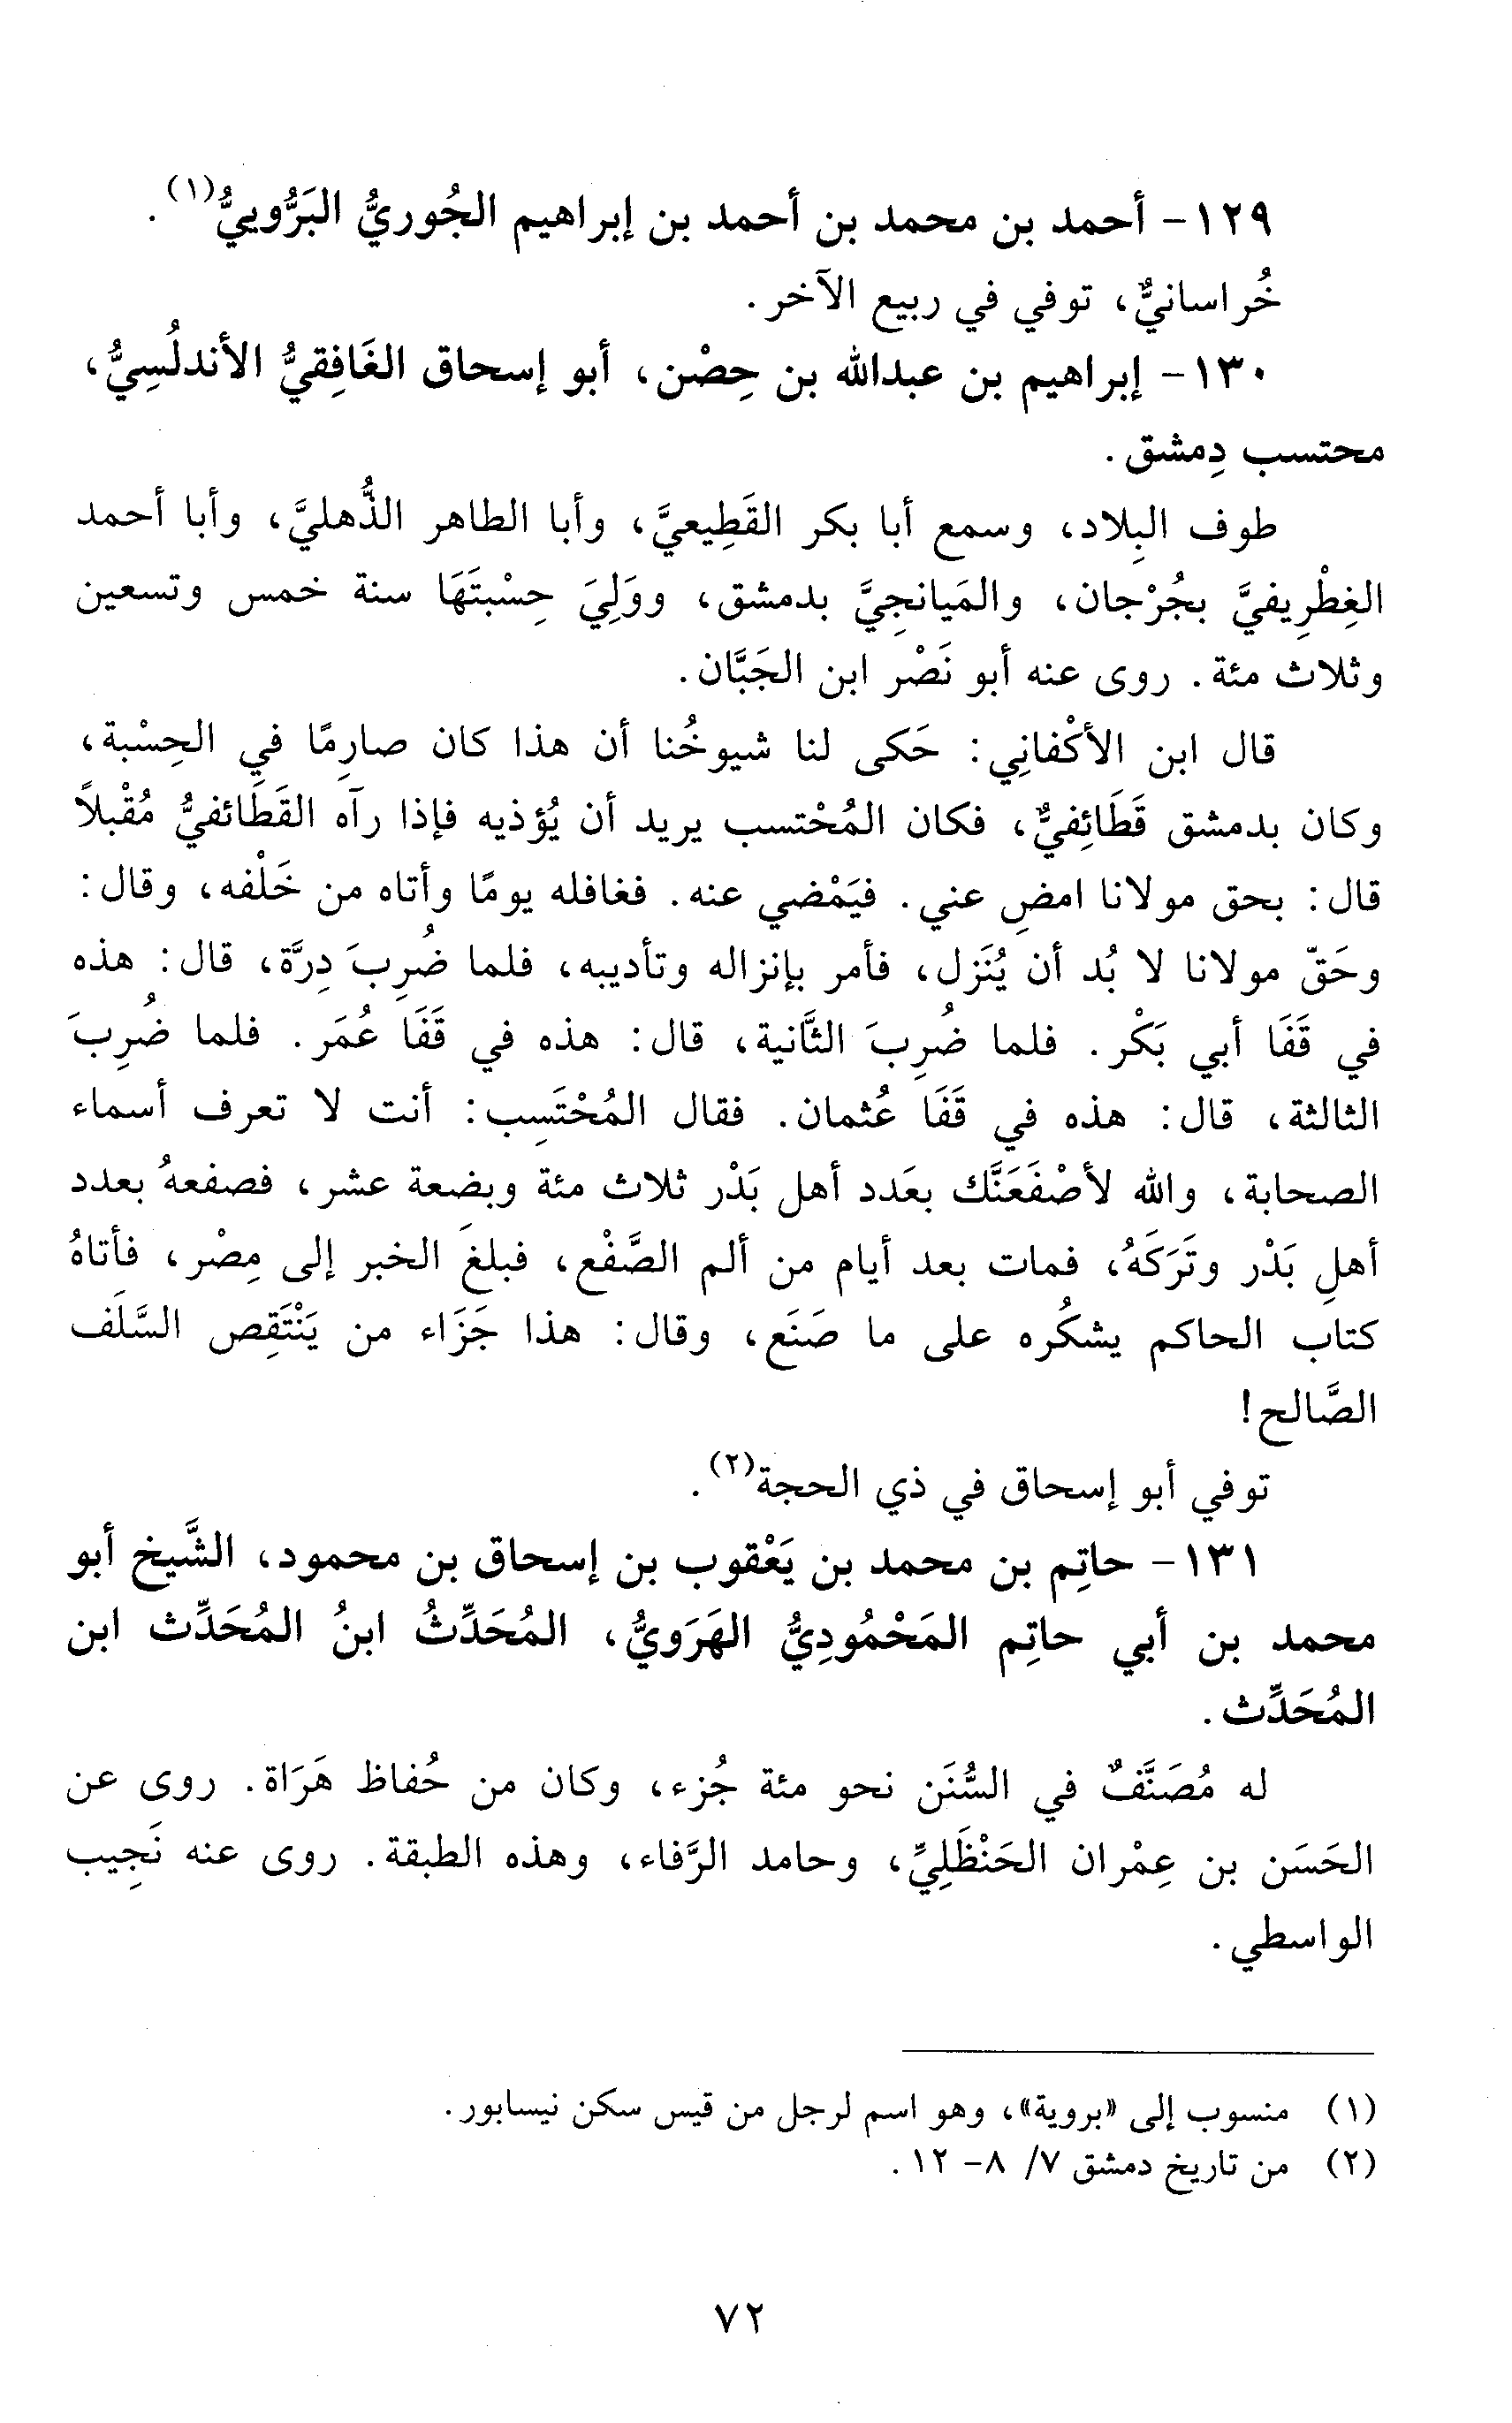 ١٢٩- أحمد بن محمد بن أحمد بن إبراهيم الجُوريُّ البَرُّوييُّ(١).
خُراسانيٌّ، توفي في ربيع الآخر.
١٣٠- إبراهيم بن عبدالله بن حِصْن، أبو إسحاق الغَافِقيُّ الأندلُسِيُّ،
محتسب دِمشق.
طوف البِلاد، وسمع أبا بكر القَطِيعيَّ، وأبا الطاهر الذُّهليَّ، وأبا أحمد
الغِطْرِيفيَّ بجُرْجان، والمَيانجِيَّ بدمشق، ووَلِيَ حِسْبتَهَا سنة خمس وتسعين
وثلاث مئة. روى عنه أبو نَصْر ابن الجَبَّان.
قال ابن الأكْفانِي: حَكى لنا شيوخُنا أن هذا كان صارِمًا في الحِسْبة،
وكان بدمشق قَطَائِفيٌّ، فكان المُحْتسب يريد أن يُؤذيه فإذا رآه القَطَائفيُّ مُقْبلاً
قال: بحق مولانا امضِ عني. فيَمْضي عنه. فغافله يومًا وأتاه من خَلْفه، وقال:
وحَقّ مولانا لا بُد أن يُنَزل، فأمر بإنزاله وتأديبه، فلما ضُرِبَ دِرَّة، قال: هذه
في قَفَا أبي بَكْر. فلما ضُرِبَ الثَّانية، قال: هذه في قَفَا عُمَر. فلما ضُرِبَ
الثالثة، قال: هذه في قَفَا عُثمان. فقال المُحْتَسِب: أنت لا تعرف أسماء
الصحابة، والله لأصْفَعَنَّك بعَدد أهل بَدْر ثلاث مئة وبضعة عشر، فصفعهُ بعدد
أهلِ بَدْر وتَرَكَهُ، فمات بعد أيام من ألم الصَّفْع، فبلغَ الخبر إلى مِصْر، فأتاهُ
كتاب الحاكم يشكُره على ما صَنَع، وقال: هذا جَزَاء من يَنْتَقِص السَّلَف
الصَّالح!
توفي أبو إسحاق في ذي الحجة(٢).
١٣١- حاتِم بن محمد بن يَعْقوب بن إسحاق بن محمود، الشَّيخ أبو
محمد بن أبي حاتِم المَحْمُودِيُّ الهَرَويُّ، المُحَدِّثُ ابنُ المُحَدِّث ابن
المُحَدِّث.
له مُصَنَّفٌ في السُّنَن نحو مئة جُزء، وكان من حُفاظ هَرَاة. روى عن
الحَسَن بن عِمْران الحَنْظَلِيِّ، وحامد الرَّفاء، وهذه الطبقة. روى عنه نَجِيب
الواسطي.
(١) منسوب إلى «بروية»، وهو اسم لرجل من قيس سكن نيسابور.
(٢) من تاريخ دمشق ٧/ ٨- ١٢.
٧٢